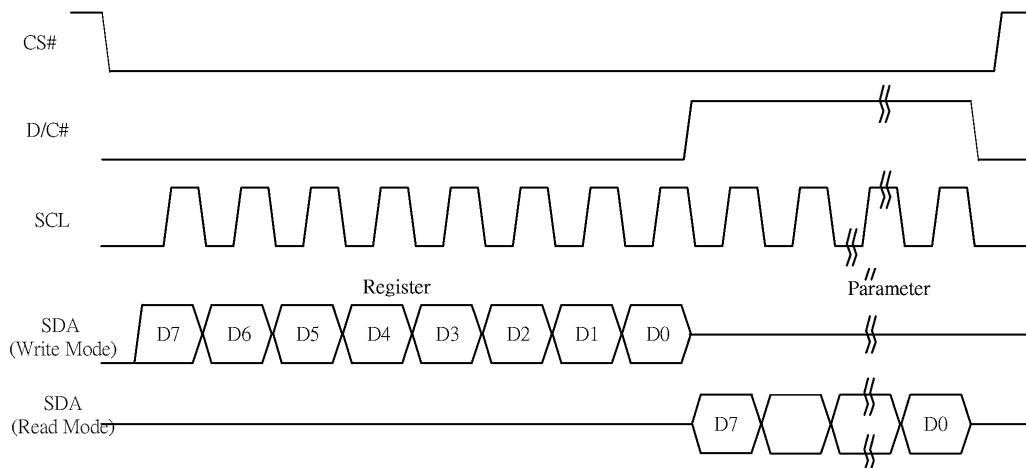 CS#
D/C#
SCL
Register Parameter
SDA
(Write Mode)
D7 D6 D5 D4 D3 D2 D1 D0
SDA
(Read Mode)
D7 D0